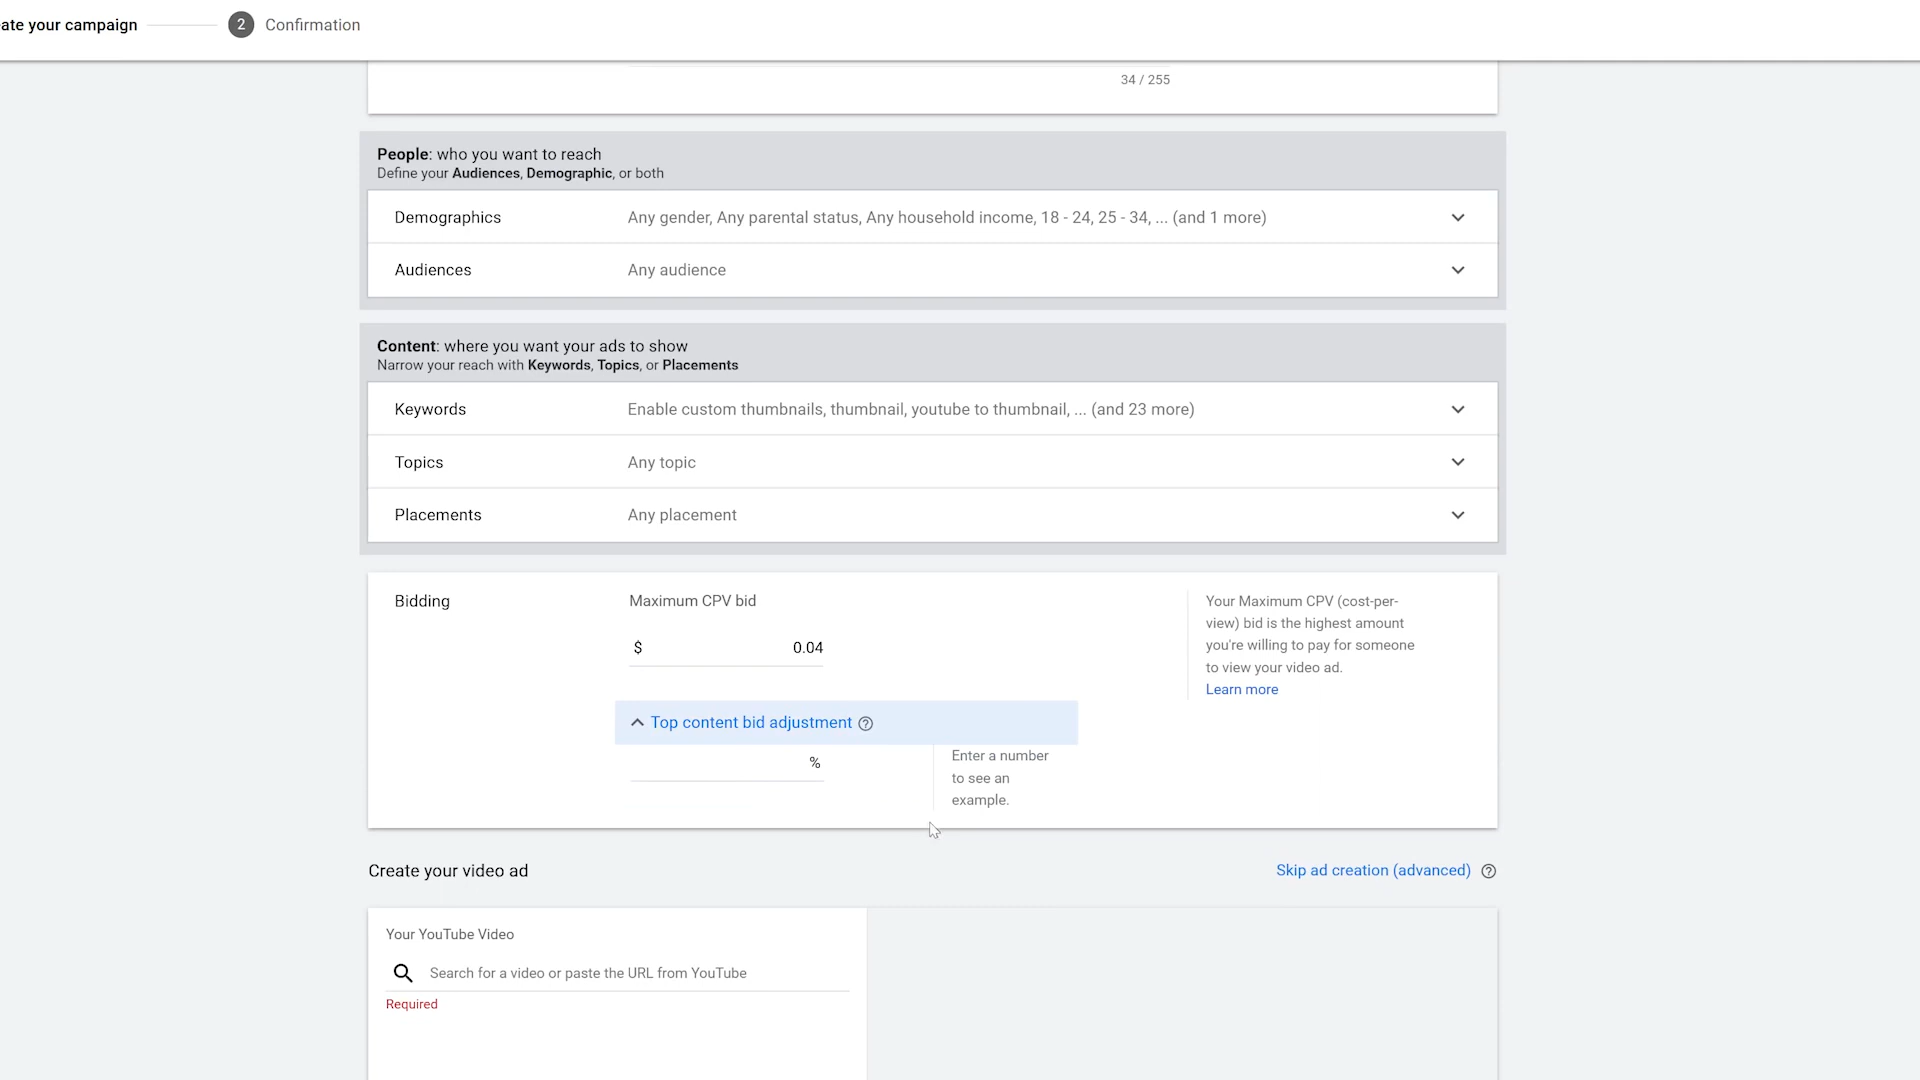 ate your campaign
2
Confirmation
34 / 255
People: who you want to reach
Define your Audiences, Demographic, or both
Demographics
Any gender, Any parental status, Any household income, 18 - 24, 25 - 34, ... (and 1 more)
Audiences
Any audience
Content: where you want your ads to show
Narrow your reach with Keywords, Topics, or Placements
Keywords
Enable custom thumbnails, thumbnail, youtube to thumbnail, ... (and 23 more)
Topics
Any topic
Placements
Any placement
Bidding
Maximum CPV bid
$ 0.04
Your Maximum CPV (cost-per-
view) bid is the highest amount
you're willing to pay for someone
to view your video ad.
Learn more
Top content bid adjustment ?
%
Enter a number
to see an
example.
Create your video ad
Skip ad creation (advanced) ?
Your YouTube Video
Search for a video or paste the URL from YouTube
Required